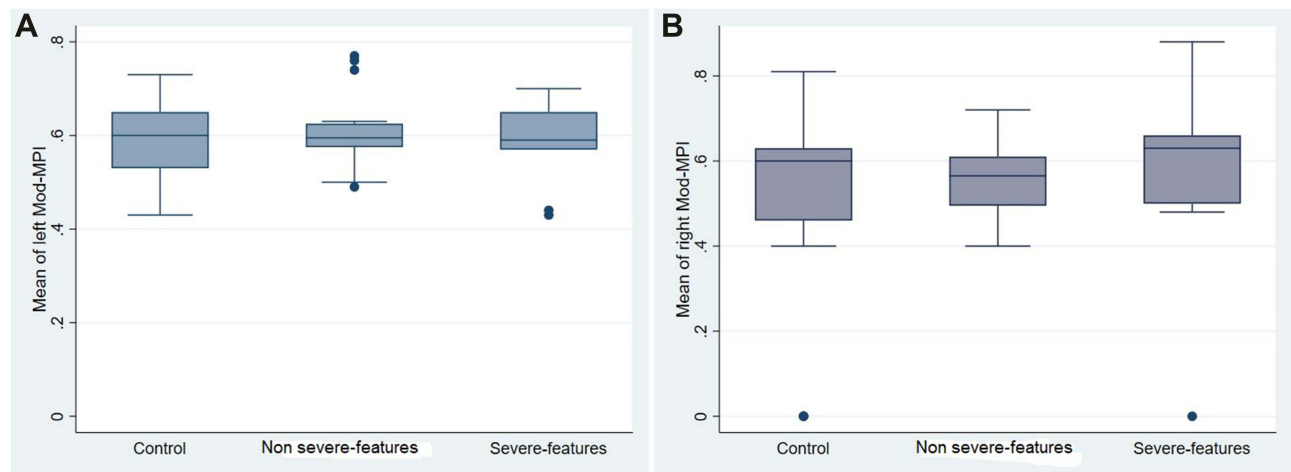 A
Mean of left Mod-MPI
.8
.6
.4
.2
0
Control
Non severe-features
Severe-features
B
Mean of right Mod-MPI
.8
.6
.4
.2
0
Control
Non severe-features
Severe-features